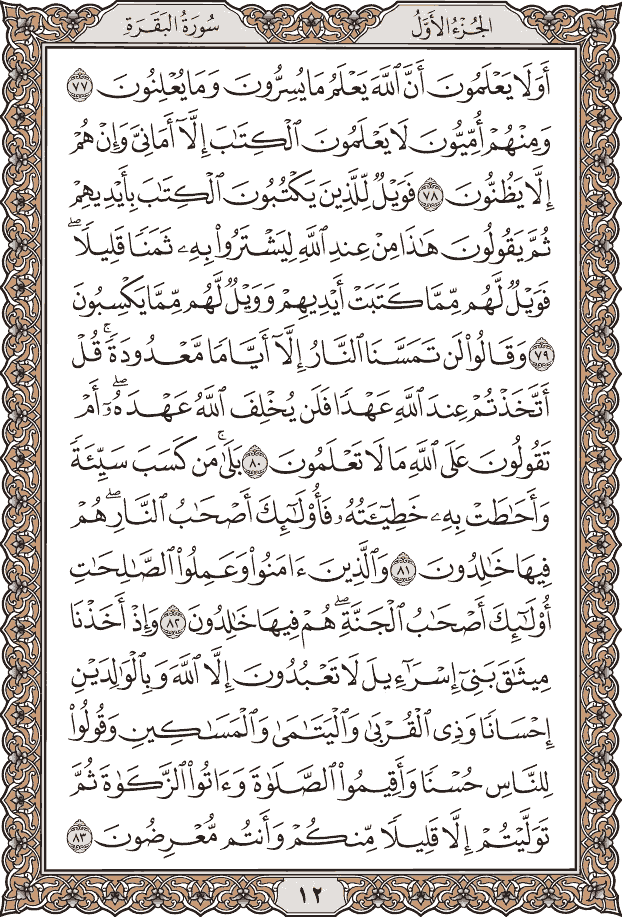 الجُزْءُ الأَوَّلُ
سُورَةُ البَقَرَةِ
أَوَلَا يَعْلَمُونَ أَنَّ ٱللَّهَ يَعْلَمُ مَا يُسِرُّونَ وَمَا يُعْلِنُونَ ٧٧
وَمِنْهُمْ أُمِّيُّونَ لَا يَعْلَمُونَ ٱلْكِتَٰبَ إِلَّآ أَمَانِىَّ وَإِنْ هُمْ
إِلَّا يَظُنُّونَ ٧٨ فَوَيْلٌ لِّلَّذِينَ يَكْتُبُونَ ٱلْكِتَٰبَ بِأَيْدِيهِمْ
ثُمَّ يَقُولُونَ هَٰذَا مِنْ عِندِ ٱللَّهِ لِيَشْتَرُوا۟ بِهِۦ ثَمَنًا قَلِيلًا ۖ
فَوَيْلٌ لَّهُم مِّمَّا كَتَبَتْ أَيْدِيهِمْ وَوَيْلٌ لَّهُم مِّمَّا يَكْسِبُونَ
٧٩ وَقَالُوا۟ لَن تَمَسَّنَا ٱلنَّارُ إِلَّآ أَيَّامًا مَّعْدُودَةً ۚ قُلْ
أَتَّخَذْتُمْ عِندَ ٱللَّهِ عَهْدًا فَلَن يُخْلِفَ ٱللَّهُ عَهْدَهُۥٓ ۖ أَمْ
تَقُولُونَ عَلَى ٱللَّهِ مَا لَا تَعْلَمُونَ ٨٠ بَلَىٰ ۚ مَن كَسَبَ سَيِّئَةً
وَأَحَٰطَتْ بِهِۦ خَطِيٓـَٔتُهُۥ فَأُو۟لَٰٓئِكَ أَصْحَٰبُ ٱلنَّارِ ۖ هُمْ
فِيهَا خَٰلِدُونَ ٨١ وَٱلَّذِينَ ءَامَنُوا۟ وَعَمِلُوا۟ ٱلصَّٰلِحَٰتِ
أُو۟لَٰٓئِكَ أَصْحَٰبُ ٱلْجَنَّةِ ۖ هُمْ فِيهَا خَٰلِدُونَ ٨٢ وَإِذْ أَخَذْنَا
مِيثَٰقَ بَنِىٓ إِسْرَٰٓءِيلَ لَا تَعْبُدُونَ إِلَّا ٱللَّهَ وَبِٱلْوَٰلِدَيْنِ
إِحْسَانًا وَذِى ٱلْقُرْبَىٰ وَٱلْيَتَٰمَىٰ وَٱلْمَسَٰكِينِ وَقُولُوا۟
لِلنَّاسِ حُسْنًا وَأَقِيمُوا۟ ٱلصَّلَوٰةَ وَءَاتُوا۟ ٱلزَّكَوٰةَ ثُمَّ
تَوَلَّيْتُمْ إِلَّا قَلِيلًا مِّنكُمْ وَأَنتُم مُّعْرِضُونَ ٨٣
١٢